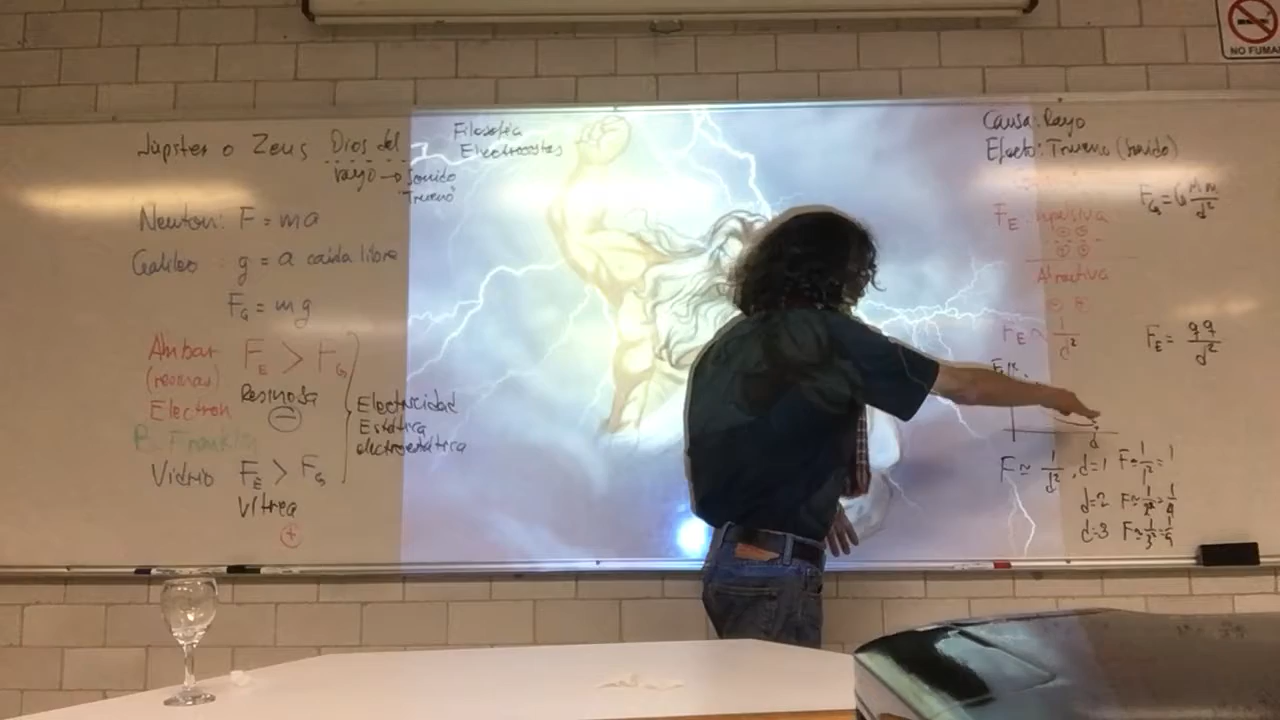 Júpiter o Zeus Dios del
rayo → Sonido
"Trueno"
Filosofía
Electricistas
Newton: F = ma
Galileo g = a caída libre
F_G = mg
Ambar F_E > F_G
(resinas)
Resinosa
Electron ⊖
B. Franklin
Vidrio F_E > F_G
Vítrea
⊕
Electricidad
Estática
electroestática
Causa: Rayo
Efecto: Trueno (Sonido)
F_G = G Mm/d²
F_E
⊕ ⊕
⊕ ⊕
Atractiva
F_E ~ 1/d²
F_E = qq/d²
d
F ≈ 1/d², d=1 F≈1/1² = 1
d=2 F≈1/2²=1/4
d=3 F≈1/3²=1/9
NO FUMA